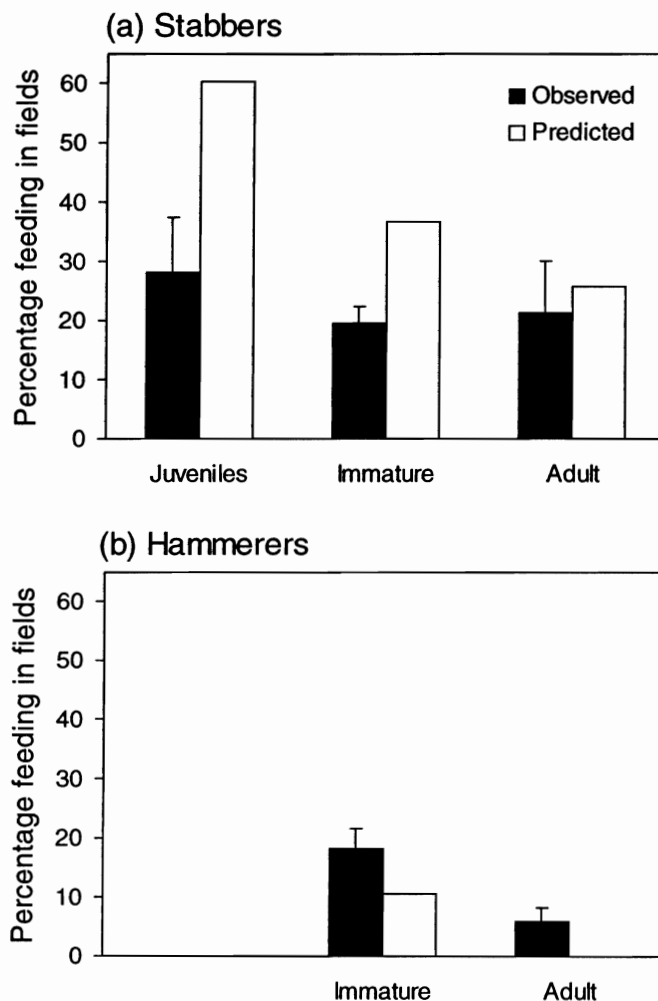 (a) Stabbers
Percentage feeding in fields
60
50
40
30
20
10
0
Observed
Predicted
Juveniles Immature Adult
(b) Hammerers
Percentage feeding in fields
60
50
40
30
20
10
0
Immature Adult